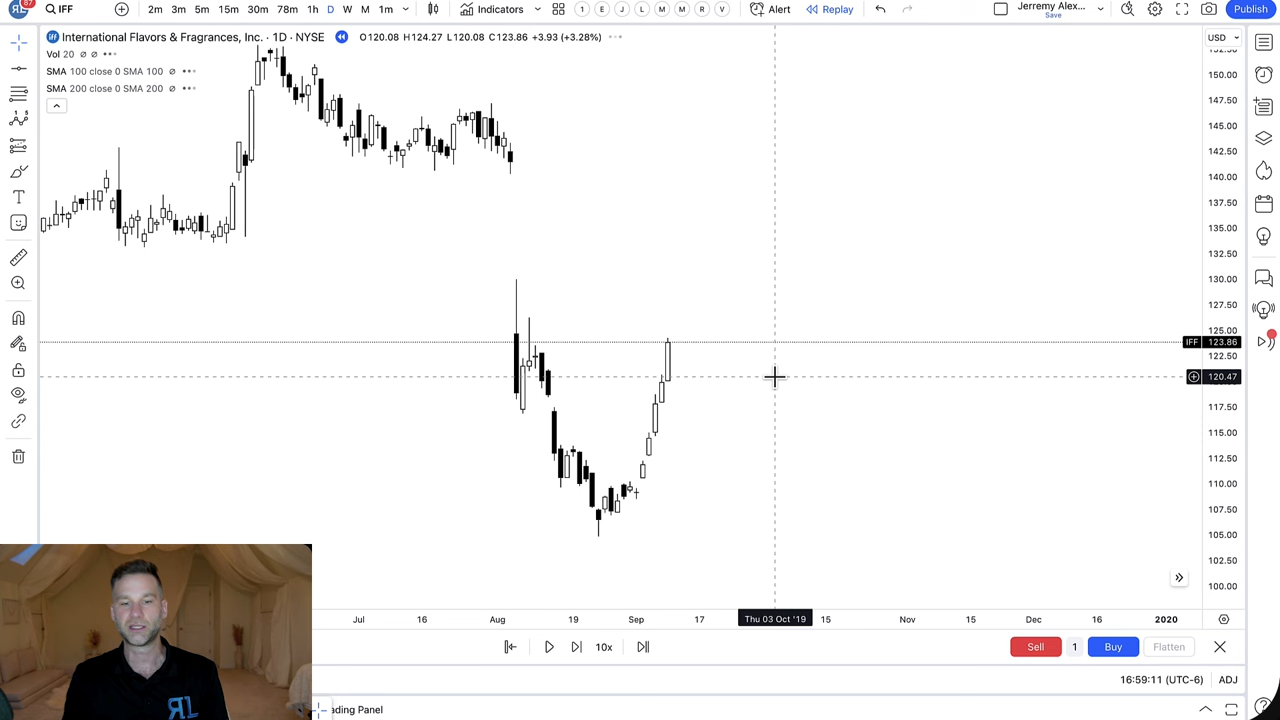 87
IFF
2m 3m 5m 15m 30m 78m 1h D W M 1m
Indicators
1 E J L M M R V
Alert
Replay
Jerremy Alex...
Save
Publish
iff International Flavors & Fragrances, Inc. · 1D · NYSE
O120.08 H124.27 L120.08 C123.86 +3.93 (+3.28%)
USD
Vol 20
SMA 100 close 0 SMA 100
SMA 200 close 0 SMA 200
152.50
150.00
147.50
145.00
142.50
140.00
137.50
135.00
132.50
130.00
127.50
125.00
IFF 123.86
122.50
120.47
117.50
115.00
112.50
110.00
107.50
105.00
102.50
100.00
Jul 16 Aug 19 Sep 17 Thu 03 Oct '19 15 Nov 15 Dec 16 2020
10x
Sell 1 Buy Flatten
16:59:11 (UTC-6) ADJ
ading Panel
RL